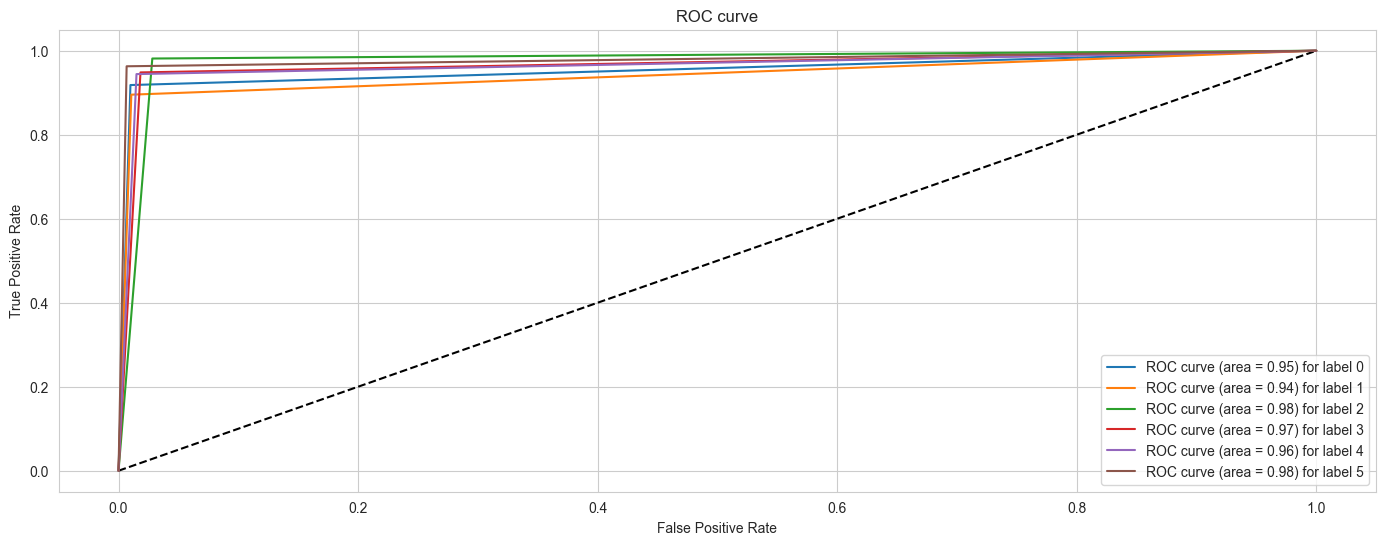 ROC curve
1.0
0.8
0.6
0.4
0.2
0.0
True Positive Rate
0.0 0.2 0.4 0.6 0.8 1.0
False Positive Rate
ROC curve (area = 0.95) for label 0
ROC curve (area = 0.94) for label 1
ROC curve (area = 0.98) for label 2
ROC curve (area = 0.97) for label 3
ROC curve (area = 0.96) for label 4
ROC curve (area = 0.98) for label 5